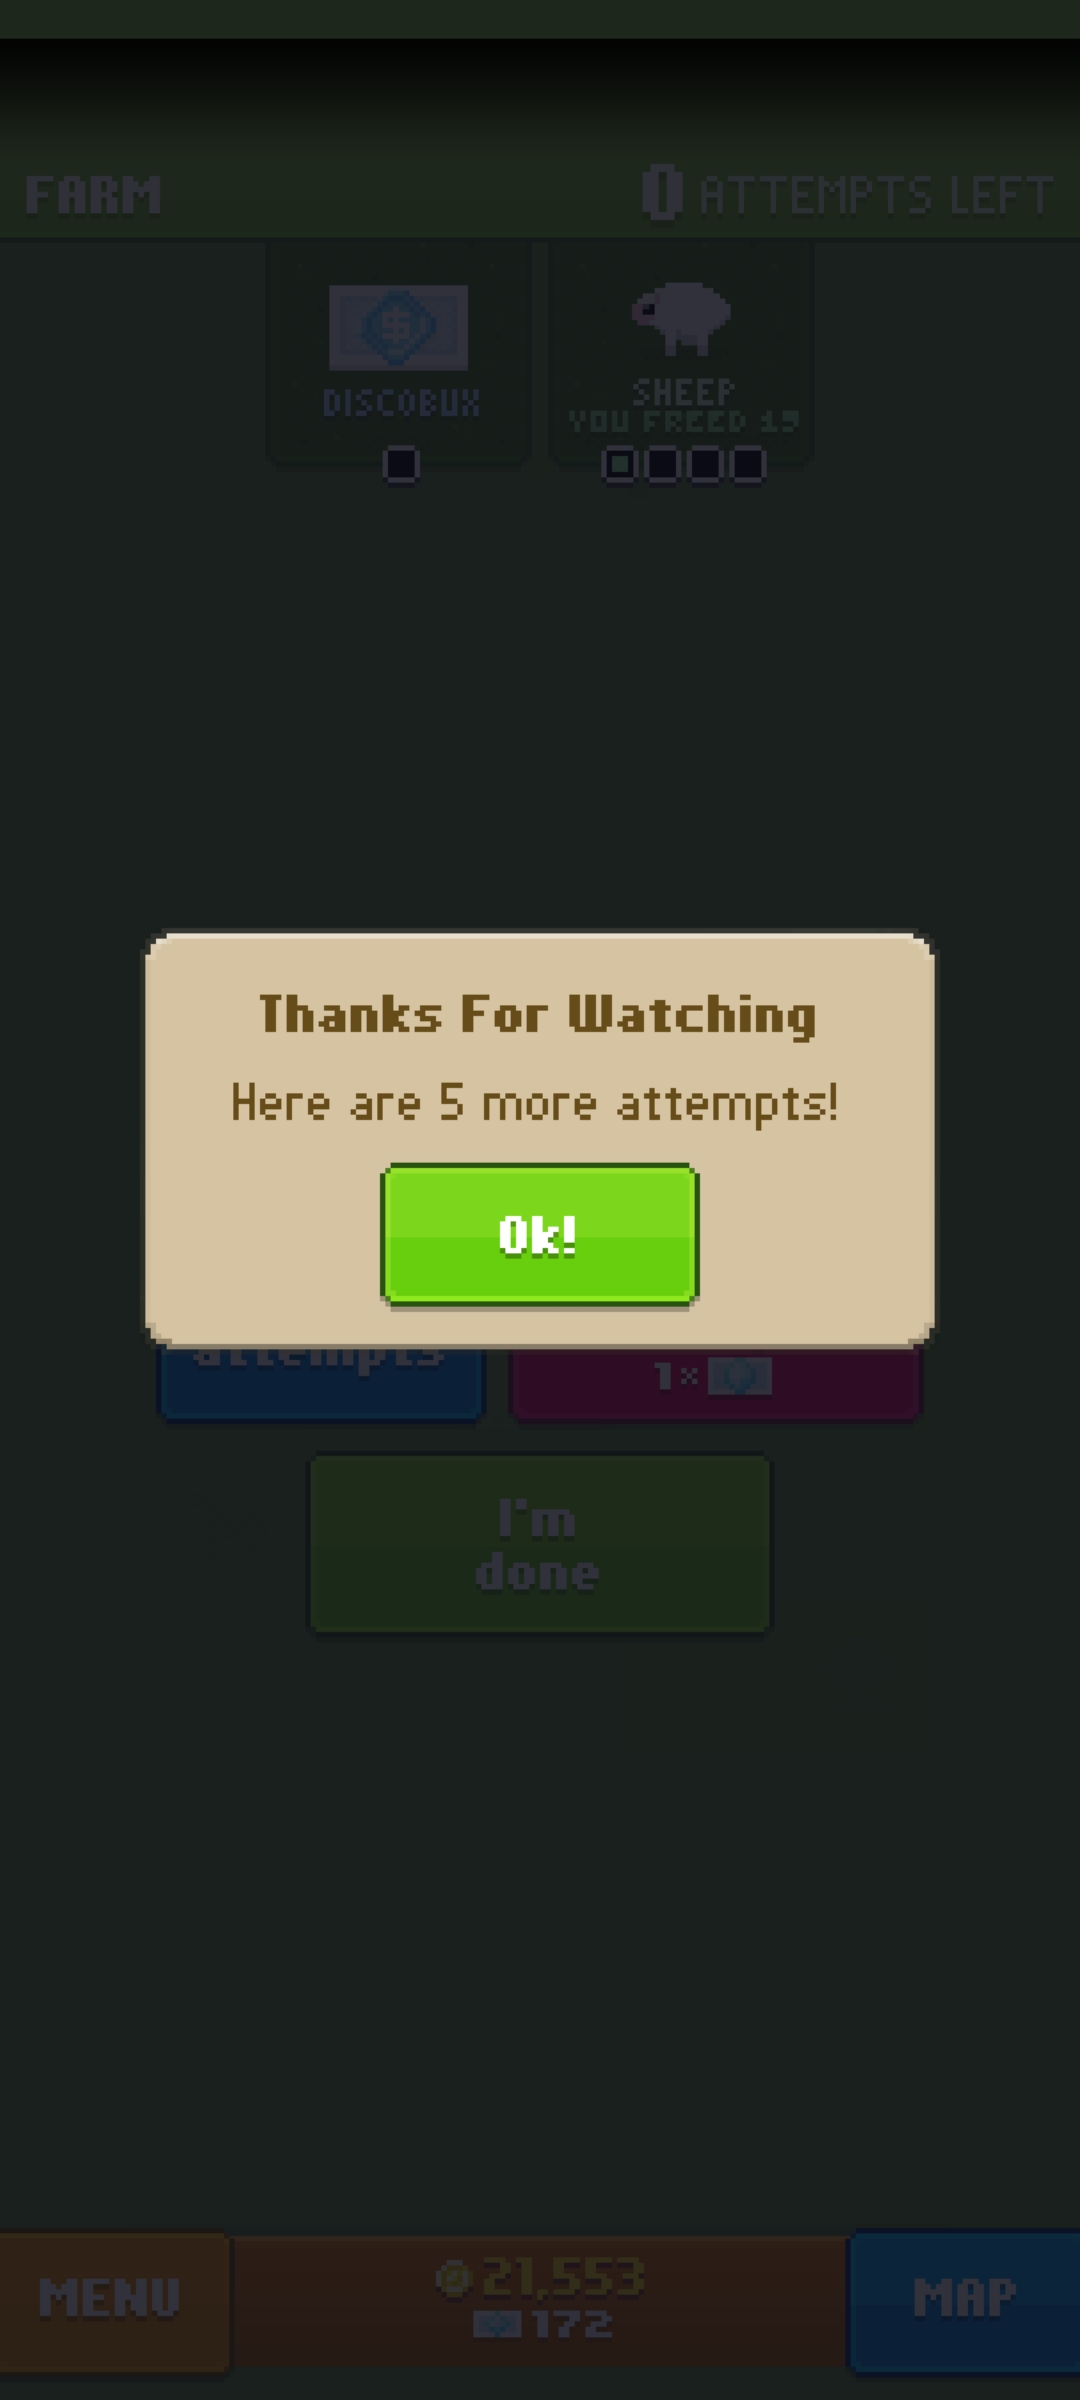 FARM
0 ATTEMPTS LEFT
DISCOBUX
SHEEP
YOU FREED 19
Thanks For Watching
Here are 5 more attempts!
Ok!
attempts
1×
I'm
done
MENU
21,553
172
MAP